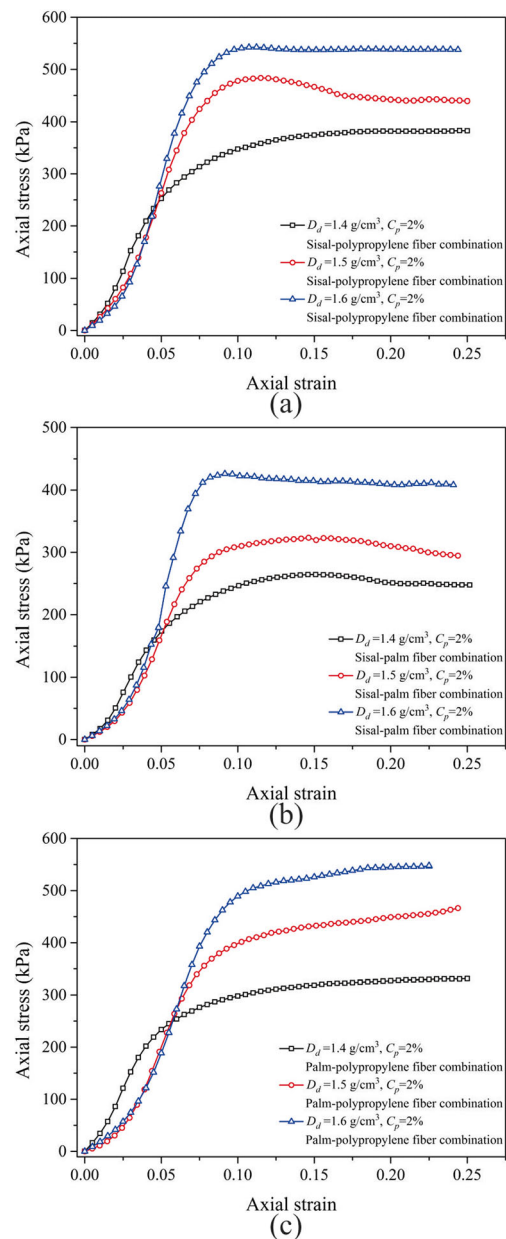 600
500
400
300
200
100
0
Axial stress (kPa)
D_d=1.4 g/cm³, C_p=2%
Sisal-polypropylene fiber combination
D_d=1.5 g/cm³, C_p=2%
Sisal-polypropylene fiber combination
D_d=1.6 g/cm³, C_p=2%
Sisal-polypropylene fiber combination
0.00 0.05 0.10 0.15 0.20 0.25
Axial strain
(a)
500
400
300
200
100
0
Axial stress (kPa)
D_d=1.4 g/cm³, C_p=2%
Sisal-palm fiber combination
D_d=1.5 g/cm³, C_p=2%
Sisal-palm fiber combination
D_d=1.6 g/cm³, C_p=2%
Sisal-palm fiber combination
0.00 0.05 0.10 0.15 0.20 0.25
Axial strain
(b)
600
500
400
300
200
100
0
Axial stress (kPa)
D_d=1.4 g/cm³, C_p=2%
Palm-polypropylene fiber combination
D_d=1.5 g/cm³, C_p=2%
Palm-polypropylene fiber combination
D_d=1.6 g/cm³, C_p=2%
Palm-polypropylene fiber combination
0.00 0.05 0.10 0.15 0.20 0.25
Axial strain
(c)